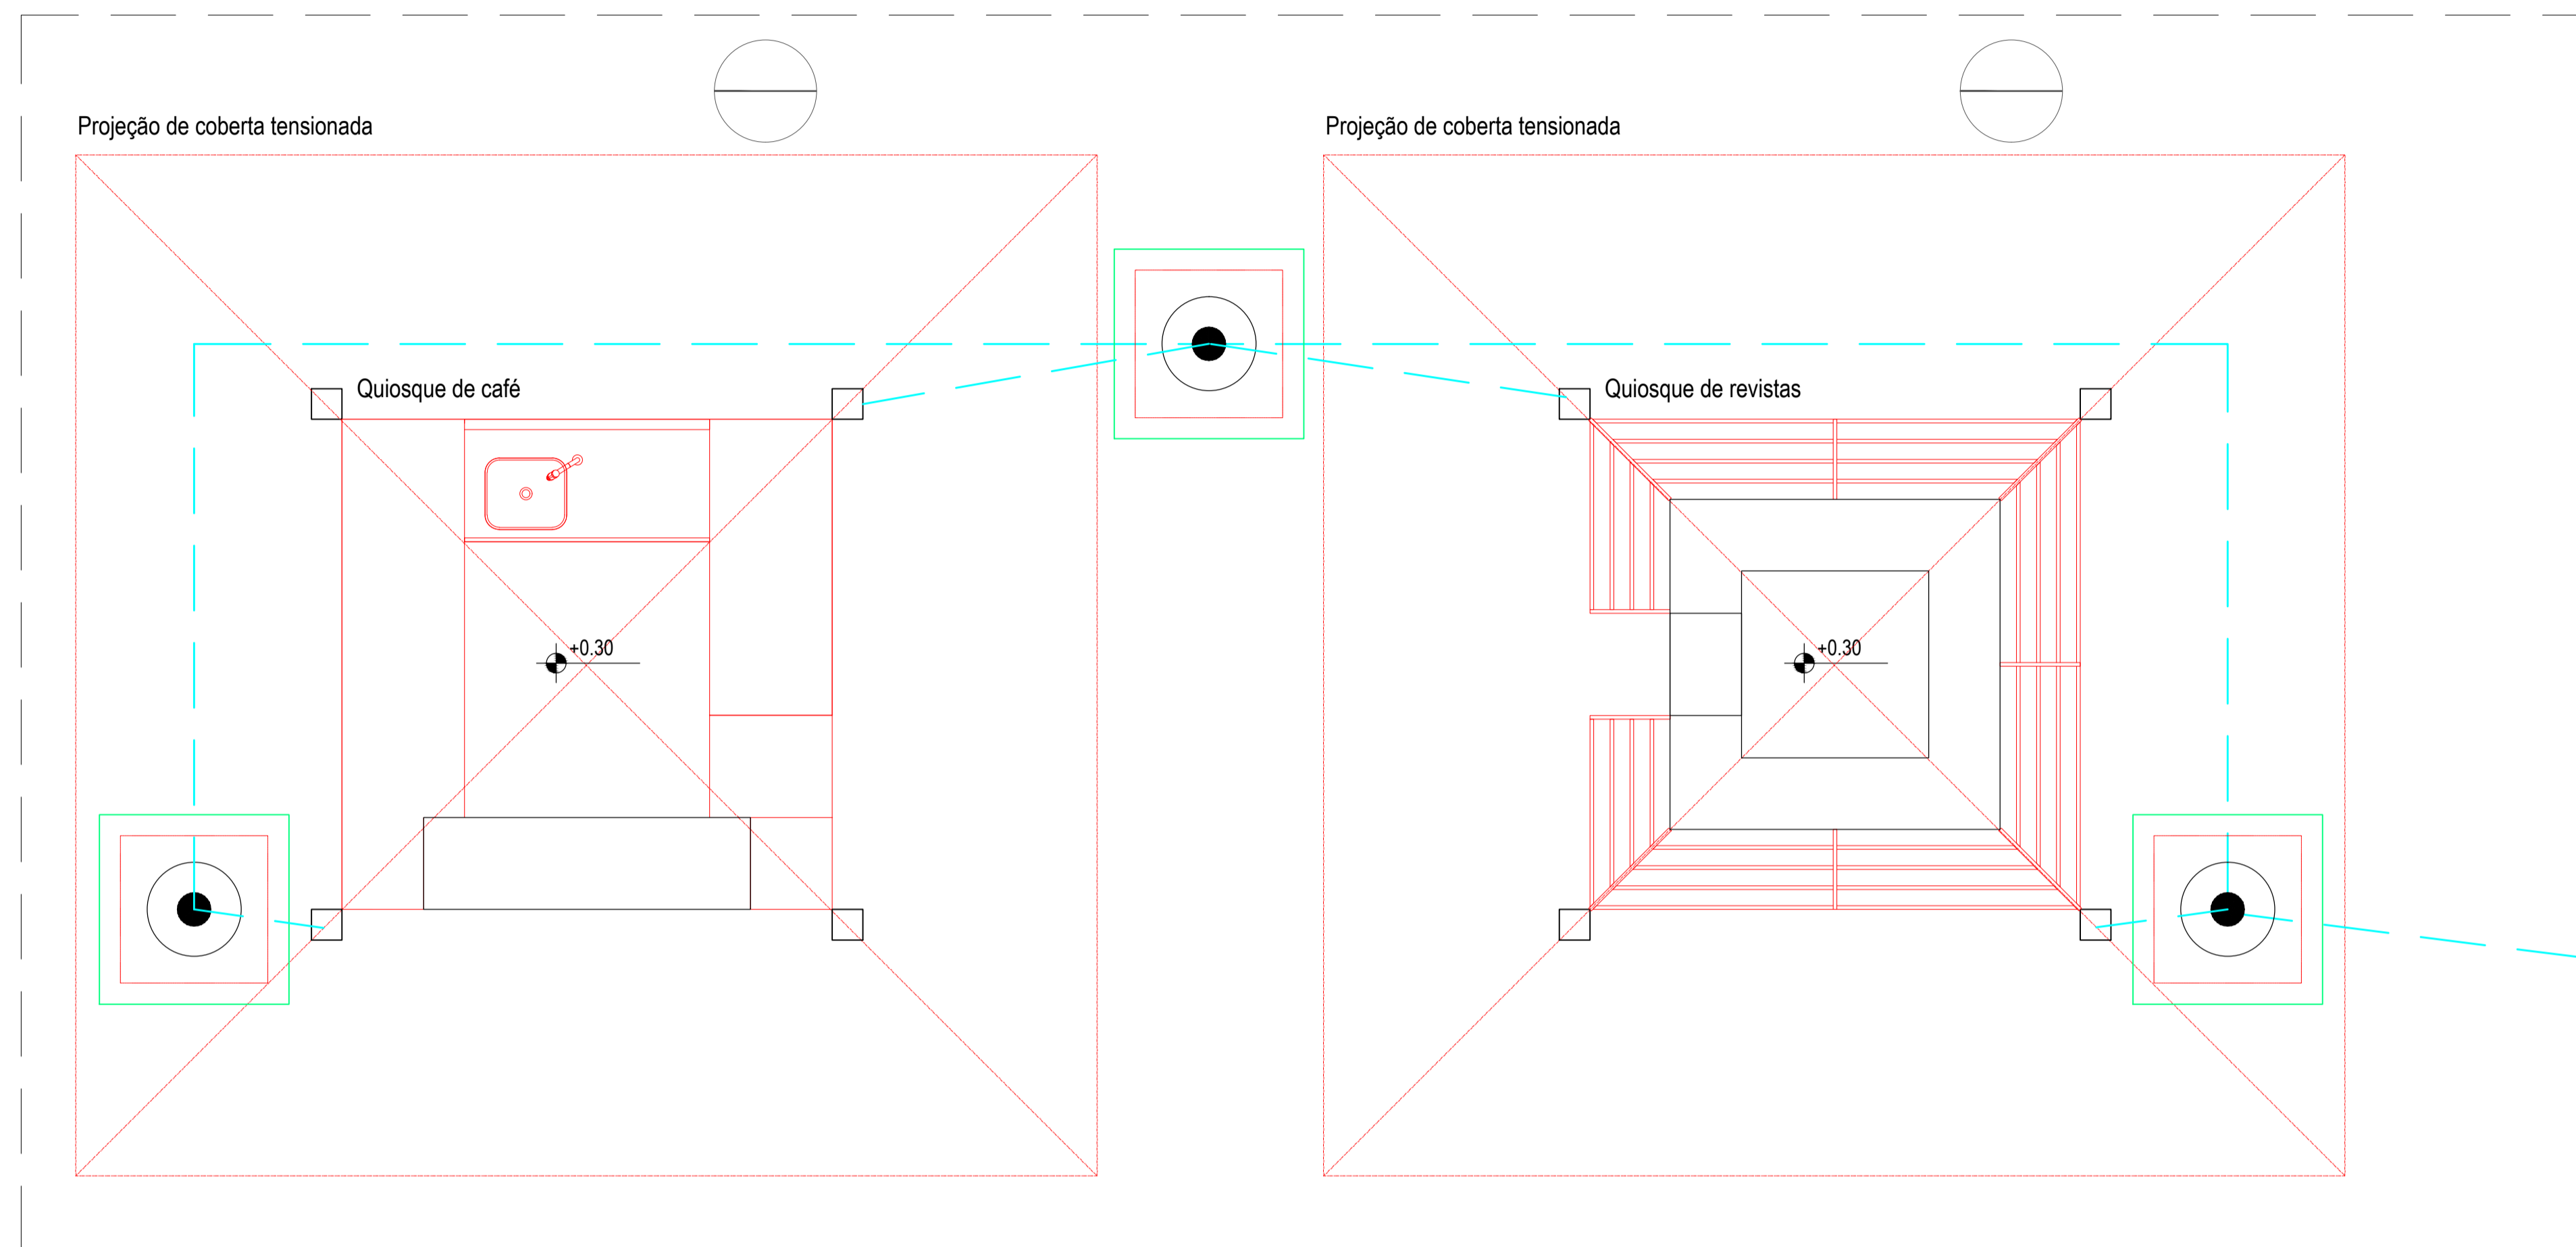 Projeção de coberta tensionada
Projeção de coberta tensionada
Quiosque de café
Quiosque de revistas
+0.30
+0.30